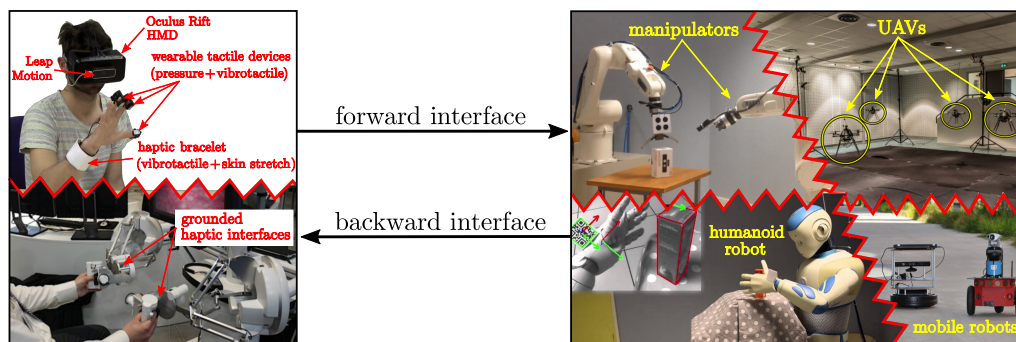 Oculus Rift
HMD
Leap
Motion
wearable tactile devices
(pressure+vibrotactile)
haptic bracelet
(vibrotactile+skin stretch)
grounded
haptic interfaces
forward interface
backward interface
manipulators
UAVs
humanoid
robot
mobile robots